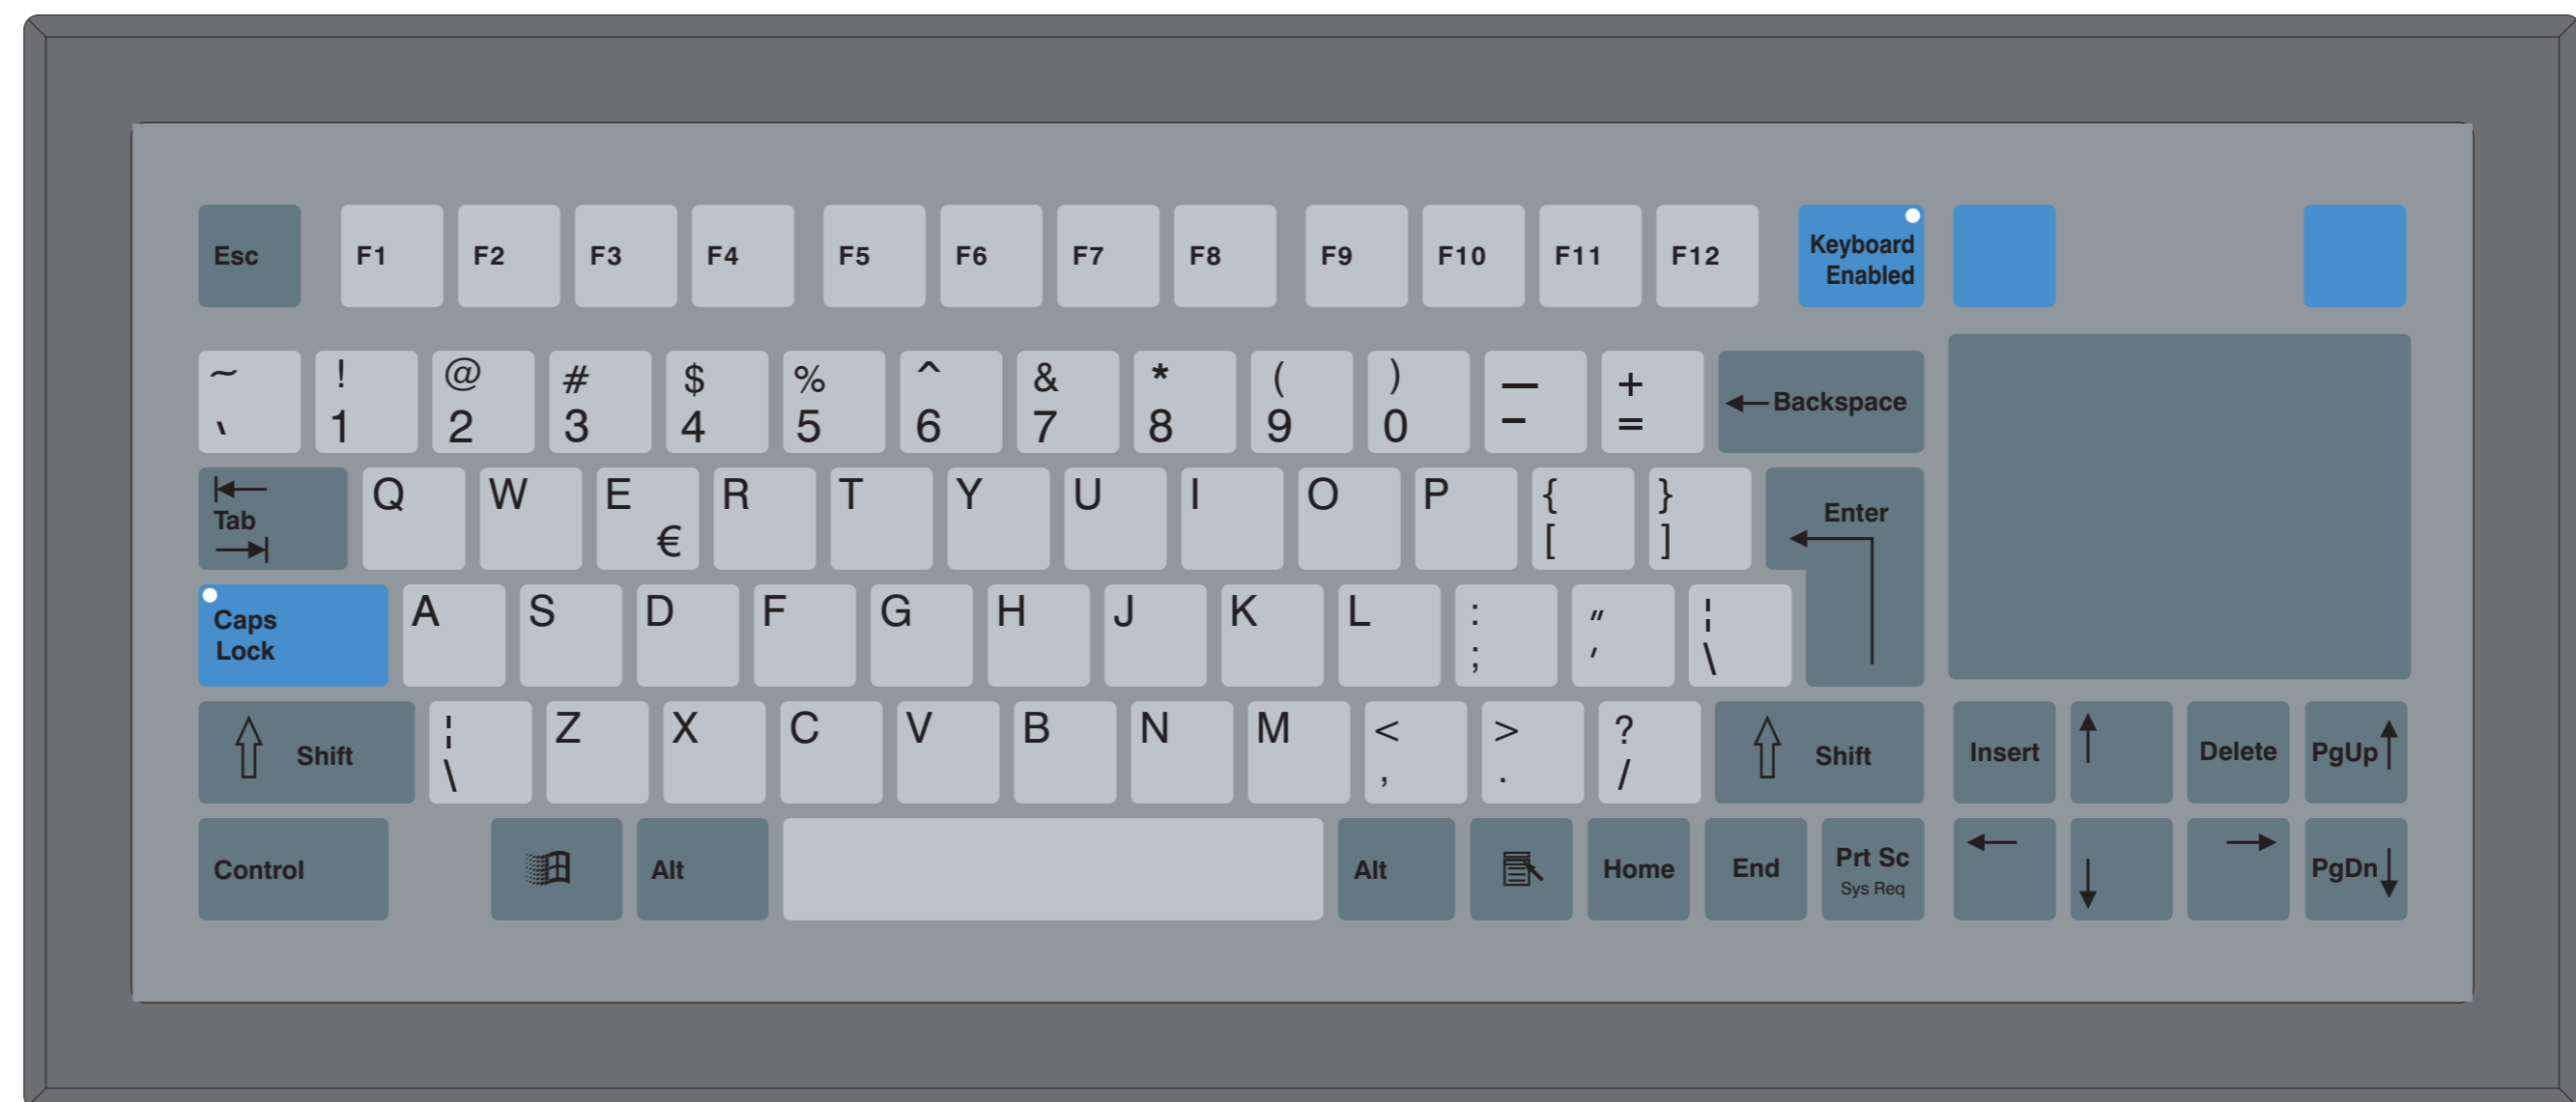 Esc F1 F2 F3 F4 F5 F6 F7 F8 F9 F10 F11 F12 Keyboard
Enabled
~ ! @ # $ % ^ & * ( ) — +
` 1 2 3 4 5 6 7 8 9 0 - = Backspace
Tab Q W E R T Y U I O P { } Enter
€ [ ]
Caps A S D F G H J K L : " ¦
Lock ; ' \
Shift ¦ Z X C V B N M < > ? Shift Insert Delete PgUp
\ , . /
Control Alt Alt Home End Prt Sc PgDn
Sys Req